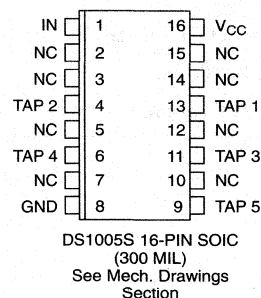 IN 1 16 VCC
NC 2 15 NC
NC 3 14 NC
TAP 2 4 13 TAP 1
NC 5 12 NC
TAP 4 6 11 TAP 3
NC 7 10 NC
GND 8 9 TAP 5
DS1005S 16-PIN SOIC
(300 MIL)
See Mech. Drawings
Section